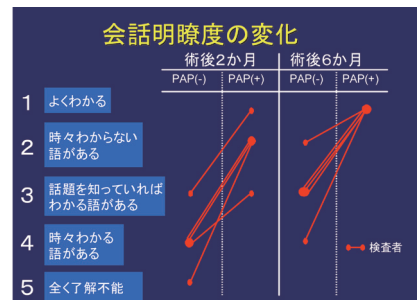 会話明瞭度の変化
術後2か月 術後6か月
PAP(-) PAP(+) PAP(-) PAP(+)
1 よくわかる
2 時々わからない
語がある
3 話題を知っていれば
わかる語がある
4 時々わかる
語がある
検査者
5 全く了解不能